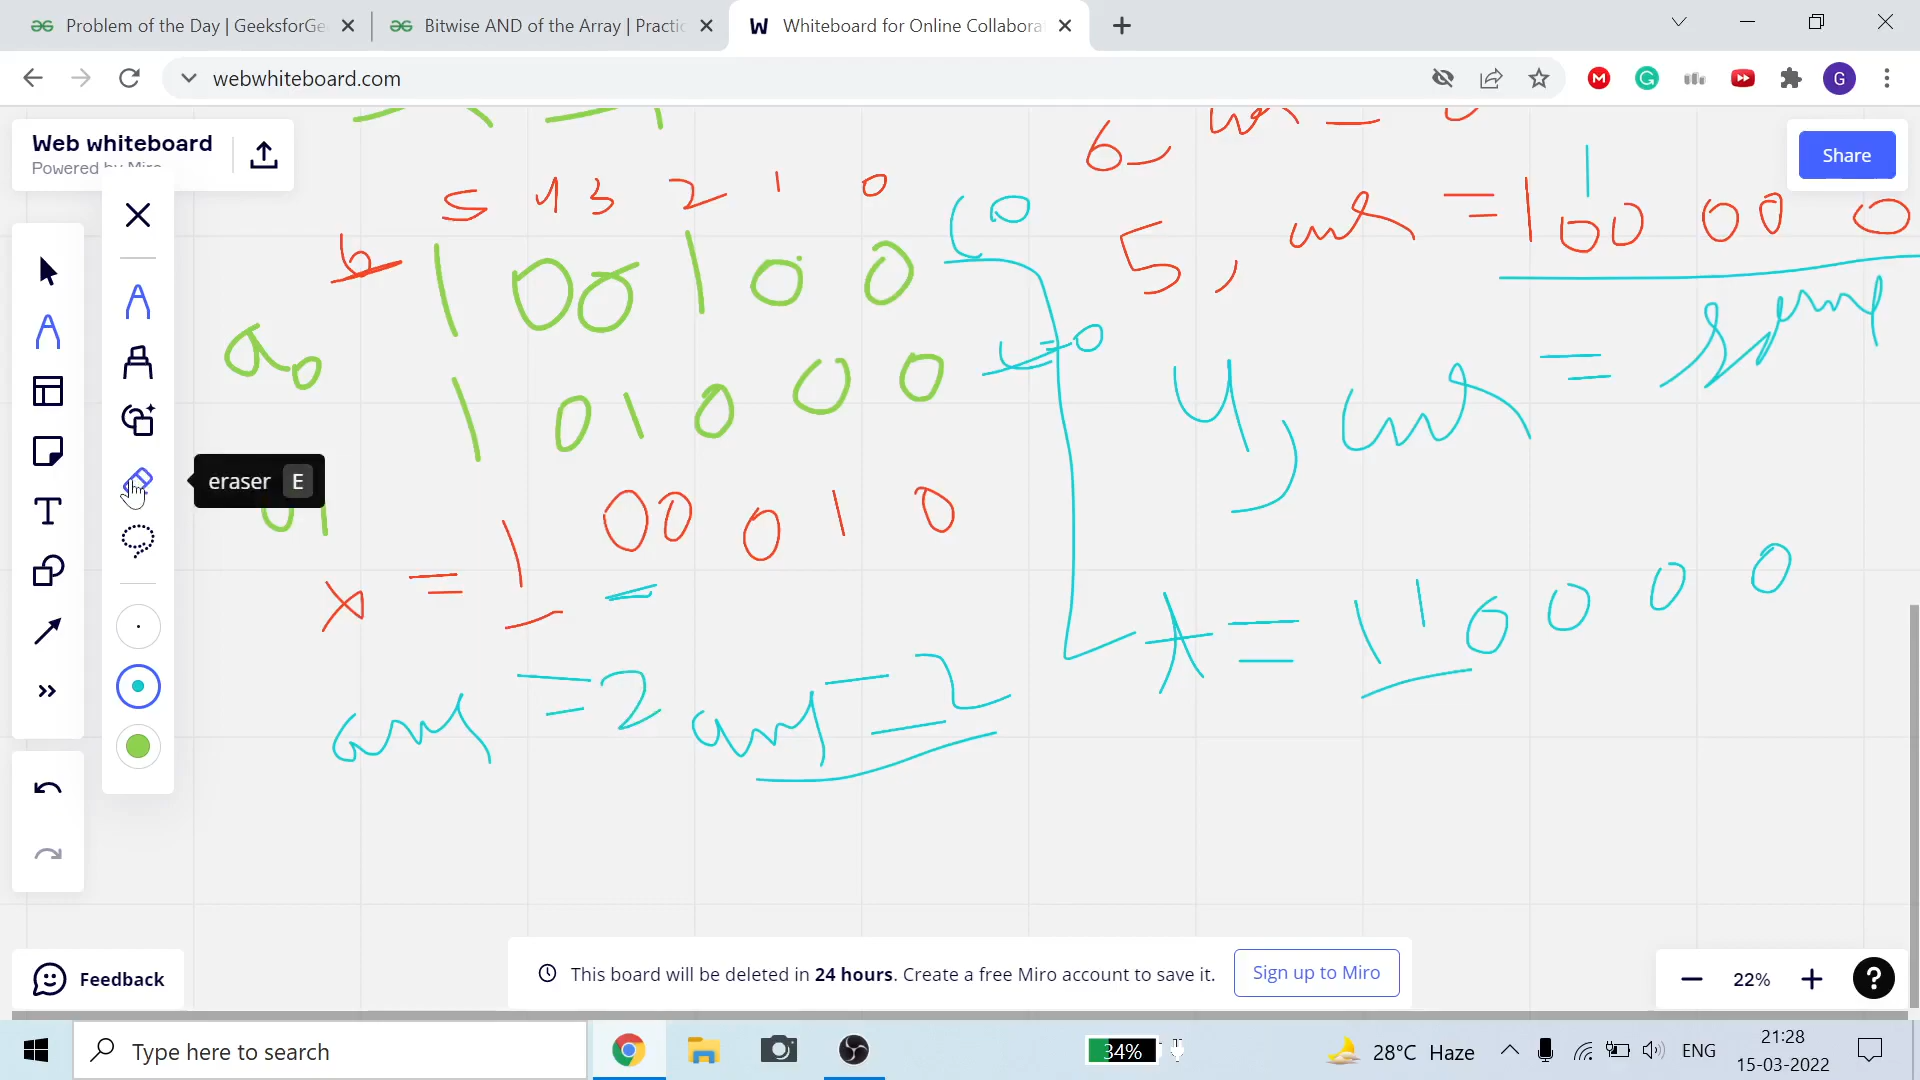 Problem of the Day | GeeksforGe
Bitwise AND of the Array | Practic
Whiteboard for Online Collabora
webwhiteboard.com
G
Web whiteboard
Powered by Miro
Share
6,
5 4 3 2 1 0
6
1 0 0 1 0 0
5, = 1 0 0 0 0 0
1
a0
1 0 1 0 0 0
4,
eraser E
x = 1 0 0 0 1 0
= 1 1 0 0 0 0
ans = 2 ans = 2
Feedback
This board will be deleted in 24 hours. Create a free Miro account to save it.
Sign up to Miro
22%
?
Type here to search
34%
28°C Haze
ENG
21:28
15-03-2022